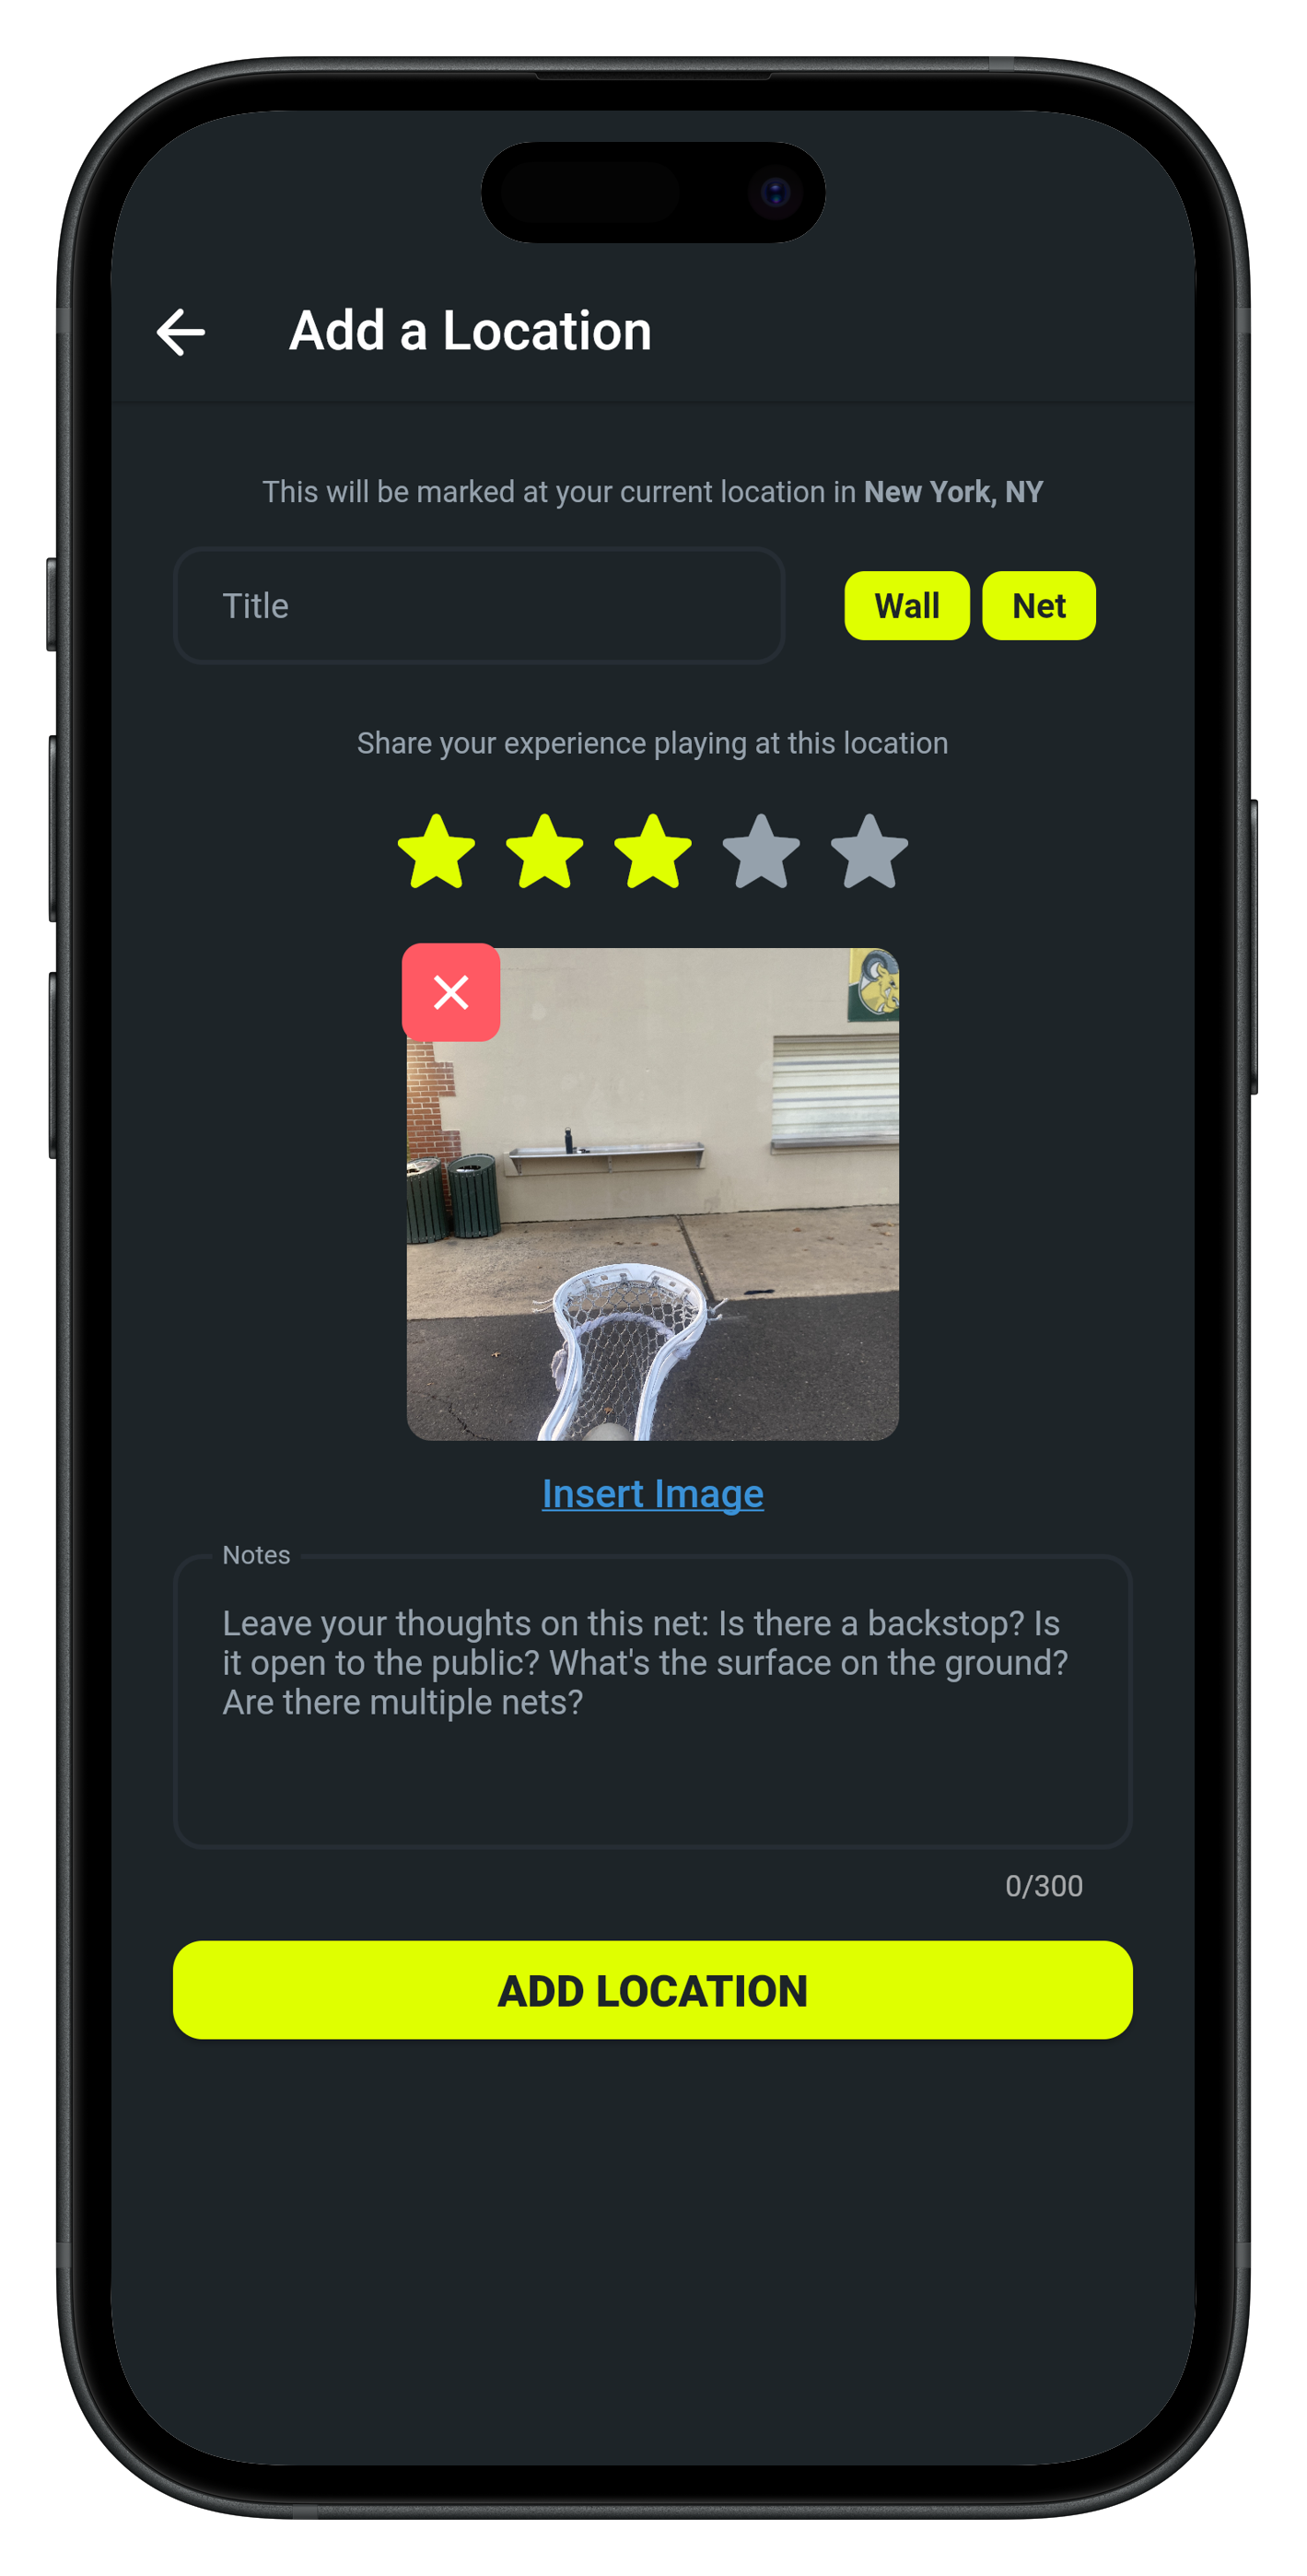 Add a Location
This will be marked at your current location in New York, NY
Title
Wall
Net
Share your experience playing at this location
Insert Image
Notes
Leave your thoughts on this net: Is there a backstop? Is
it open to the public? What's the surface on the ground?
Are there multiple nets?
0/300
ADD LOCATION